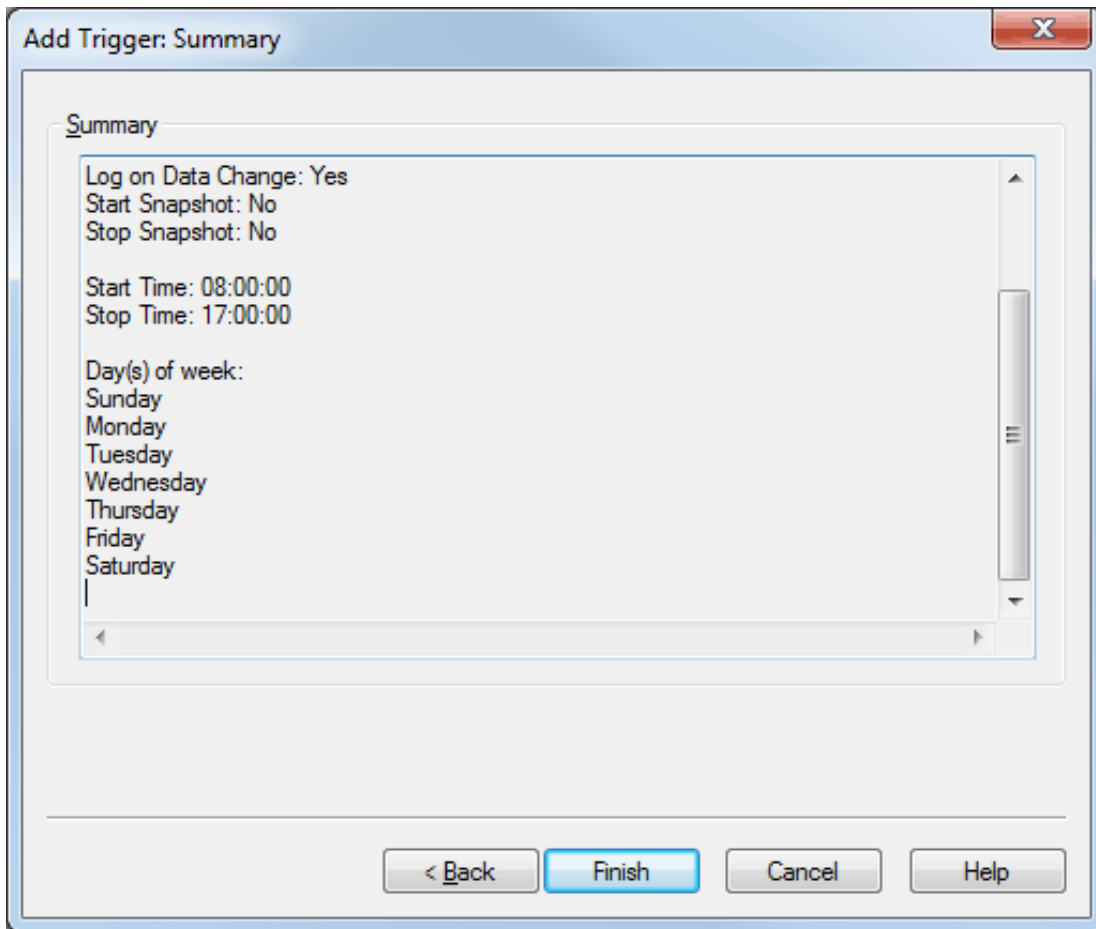 Add Trigger: Summary
Summary
Log on Data Change: Yes
Start Snapshot: No
Stop Snapshot: No
Start Time: 08:00:00
Stop Time: 17:00:00
Day(s) of week:
Sunday
Monday
Tuesday
Wednesday
Thursday
Friday
Saturday
< Back Finish Cancel Help